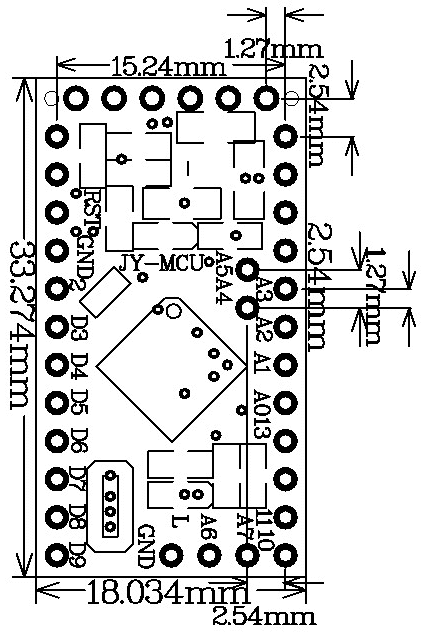 1.27mm
15.24mm
2.54mm
RST
GND
2
JY-MCU
A5
A4
A3
2.54mm
1.27mm
33.274mm
D3
A2
D4
A1
D5
A0
13
D6
D7
D8
L
A6
A7
11
10
D9
GND
18.034mm
2.54mm